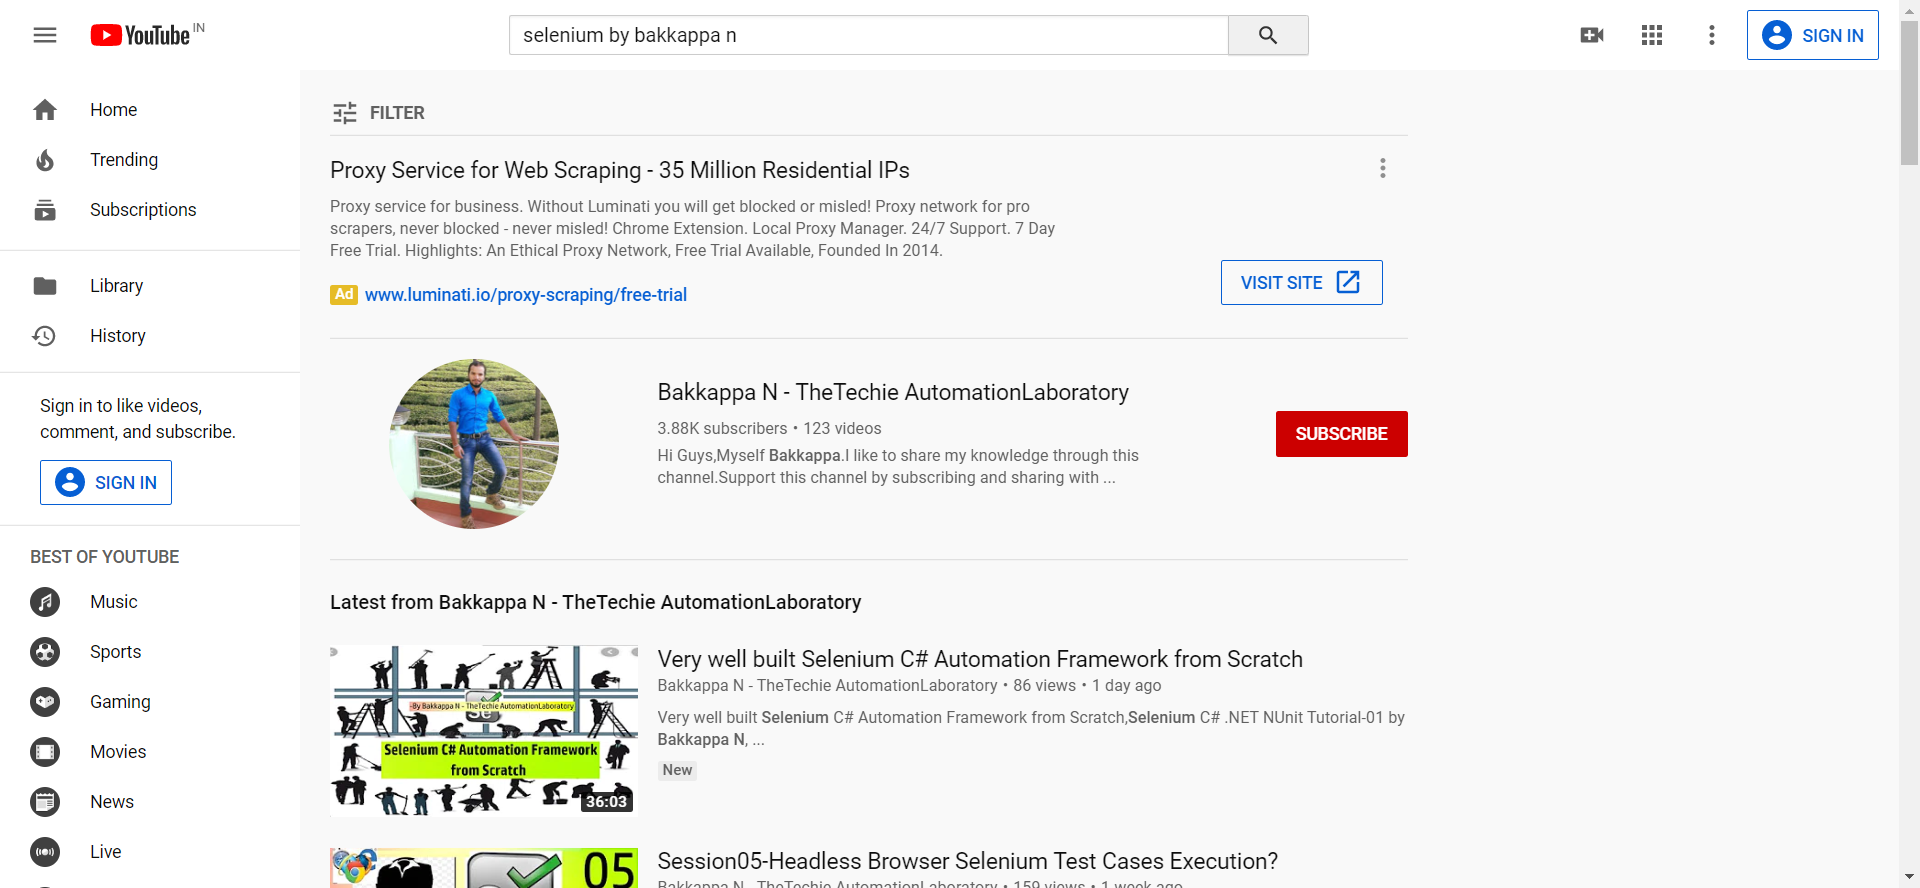 YouTube IN
selenium by bakkappa n
SIGN IN
Home
Trending
Subscriptions
Library
History
Sign in to like videos,
comment, and subscribe.
SIGN IN
BEST OF YOUTUBE
Music
Sports
Gaming
Movies
News
Live
FILTER
Proxy Service for Web Scraping - 35 Million Residential IPs
Proxy service for business. Without Luminati you will get blocked or misled! Proxy network for pro
scrapers, never blocked - never misled! Chrome Extension. Local Proxy Manager. 24/7 Support. 7 Day
Free Trial. Highlights: An Ethical Proxy Network, Free Trial Available, Founded In 2014.
Ad www.luminati.io/proxy-scraping/free-trial
VISIT SITE
Bakkappa N - TheTechie AutomationLaboratory
3.88K subscribers • 123 videos
Hi Guys,Myself Bakkappa.I like to share my knowledge through this
channel.Support this channel by subscribing and sharing with ...
SUBSCRIBE
Latest from Bakkappa N - TheTechie AutomationLaboratory
-By Bakkappa N - TheTechie AutomationLaboratory
Se
Selenium C# Automation Framework
from Scratch
36:03
Very well built Selenium C# Automation Framework from Scratch
Bakkappa N - TheTechie AutomationLaboratory • 86 views • 1 day ago
Very well built Selenium C# Automation Framework from Scratch,Selenium C# .NET NUnit Tutorial-01 by
Bakkappa N, ...
New
05
Session05-Headless Browser Selenium Test Cases Execution?
Bakkappa N - TheTechie AutomationLaboratory • 159 views • 1 week ago